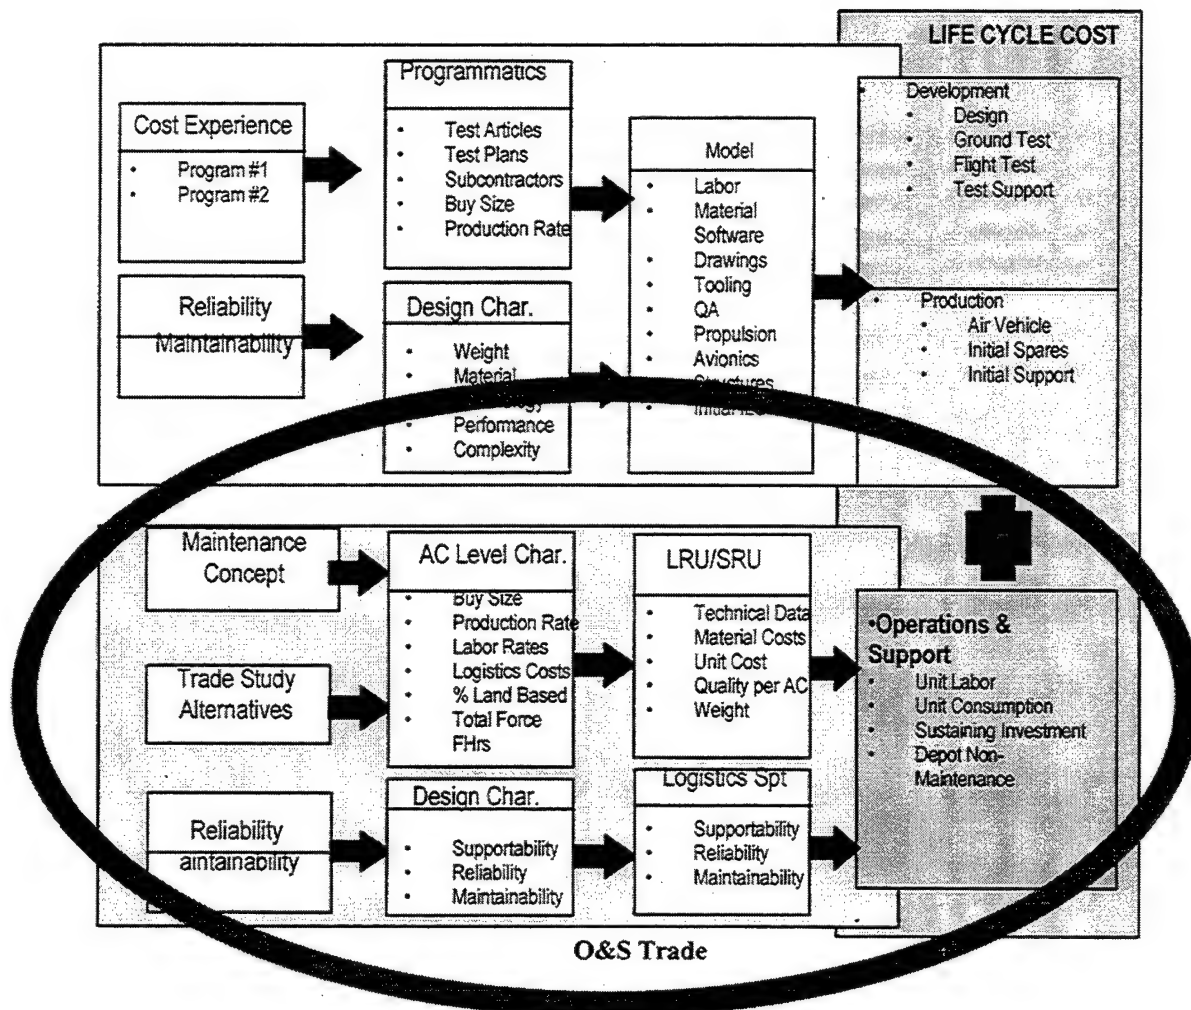 LIFE CYCLE COST
Cost Experience
• Program #1
• Program #2
Reliability
Maintainability
Programmatics
• Test Articles
• Test Plans
• Subcontractors
• Buy Size
• Production Rate
Design Char.
• Weight
• Material
• Performance
• Complexity
Model
• Labor
• Material
Software
• Drawings
• Tooling
• QA
• Propulsion
• Avionics
• Structures
• Development
• Design
• Ground Test
• Flight Test
• Test Support
• Production
• Air Vehicle
• Initial Spares
• Initial Support
Maintenance
Concept
Trade Study
Alternatives
Reliability
aintainability
AC Level Char.
• Buy Size
• Production Rate
• Labor Rates
• Logistics Costs
• % Land Based
• Total Force
FHrs
Design Char.
• Supportability
• Reliability
• Maintainability
LRU/SRU
• Technical Data
• Material Costs
• Unit Cost
• Quality per AC
• Weight
Logistics Spt
• Supportability
• Reliability
• Maintainability
•Operations &
Support
• Unit Labor
• Unit Consumption
• Sustaining Investment
• Depot Non-
Maintenance
O&S Trade